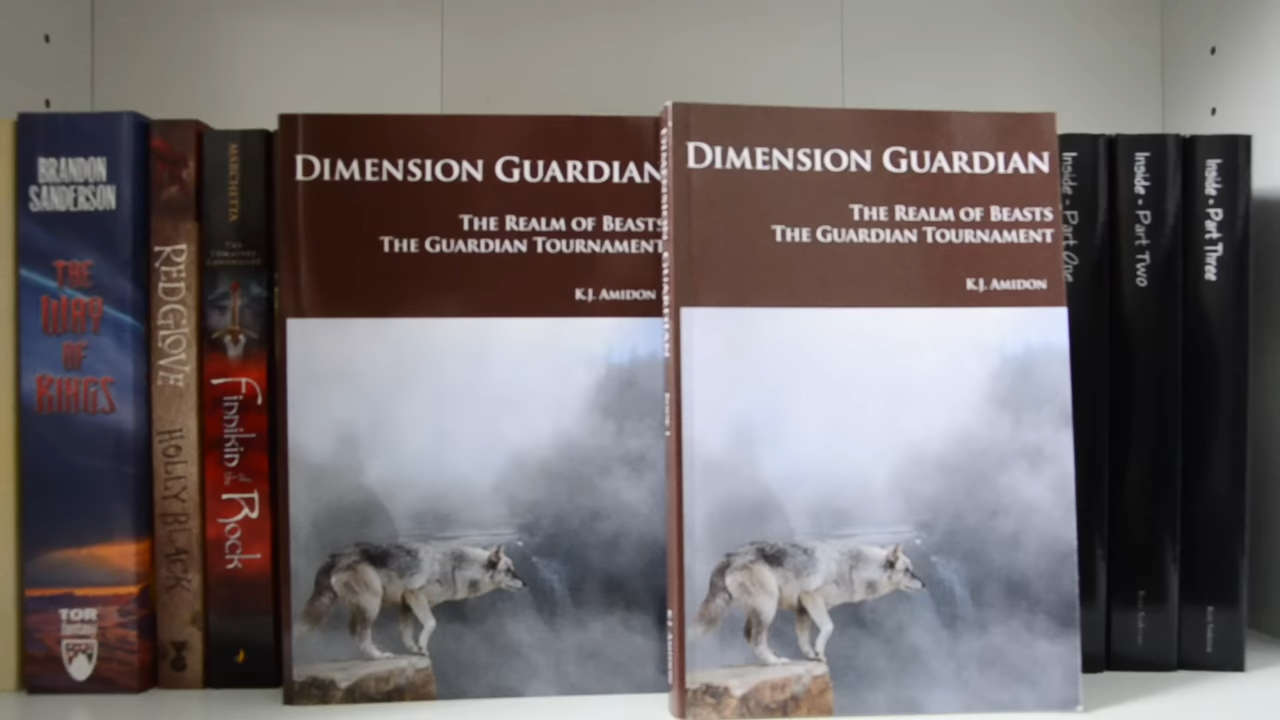 BRANDON
SANDERSON
THE
WAY
OF
KINGS
TOR
FANTASY
REDGLOVE
HOLLY BLACK
MARCHETTA
THE
Finnikin of the Rock
DIMENSION GUARDIAN
THE REALM OF BEASTS
THE GUARDIAN TOURNAMENT
K.J. AMIDON
DIMENSION GUARDIAN
DIMENSION GUARDIAN
THE REALM OF BEASTS
THE GUARDIAN TOURNAMENT
K.J. AMIDON
Inside - Part One
Inside - Part Two
Inside - Part Three